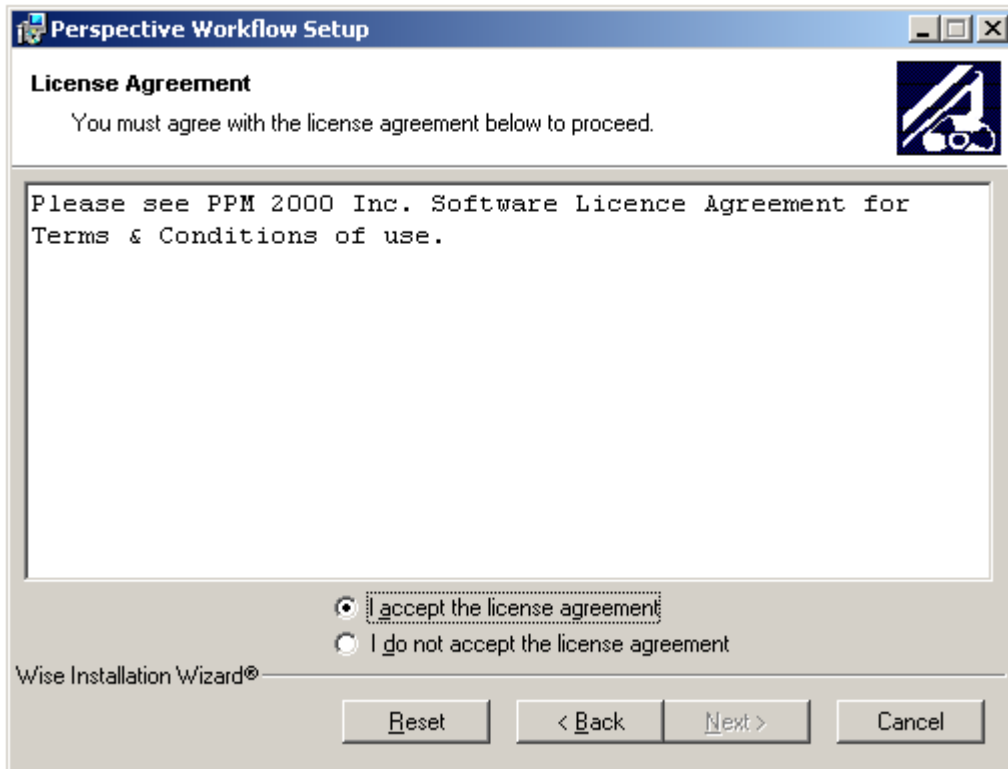 Perspective Workflow Setup
License Agreement
You must agree with the license agreement below to proceed.
Please see PPM 2000 Inc. Software Licence Agreement for
Terms & Conditions of use.
I accept the license agreement
I do not accept the license agreement
Wise Installation Wizard®
Reset
< Back
Next >
Cancel